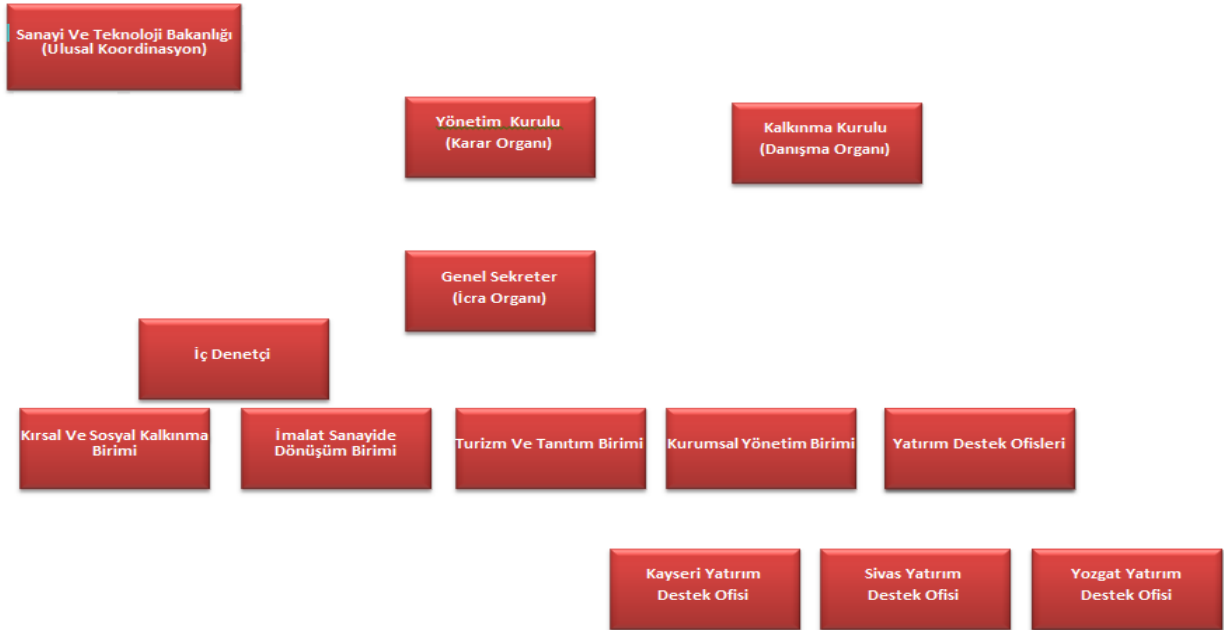 Sanayi Ve Teknoloji Bakanlığı
(Ulusal Koordinasyon)
Yönetim Kurulu
(Karar Organı)
Kalkınma Kurulu
(Danışma Organı)
Genel Sekreter
(İcra Organı)
İç Denetçi
Kırsal Ve Sosyal Kalkınma
Birimi
İmalat Sanayide
Dönüşüm Birimi
Turizm Ve Tanıtım Birimi
Kurumsal Yönetim Birimi
Yatırım Destek Ofisleri
Kayseri Yatırım
Destek Ofisi
Sivas Yatırım
Destek Ofisi
Yozgat Yatırım
Destek Ofisi